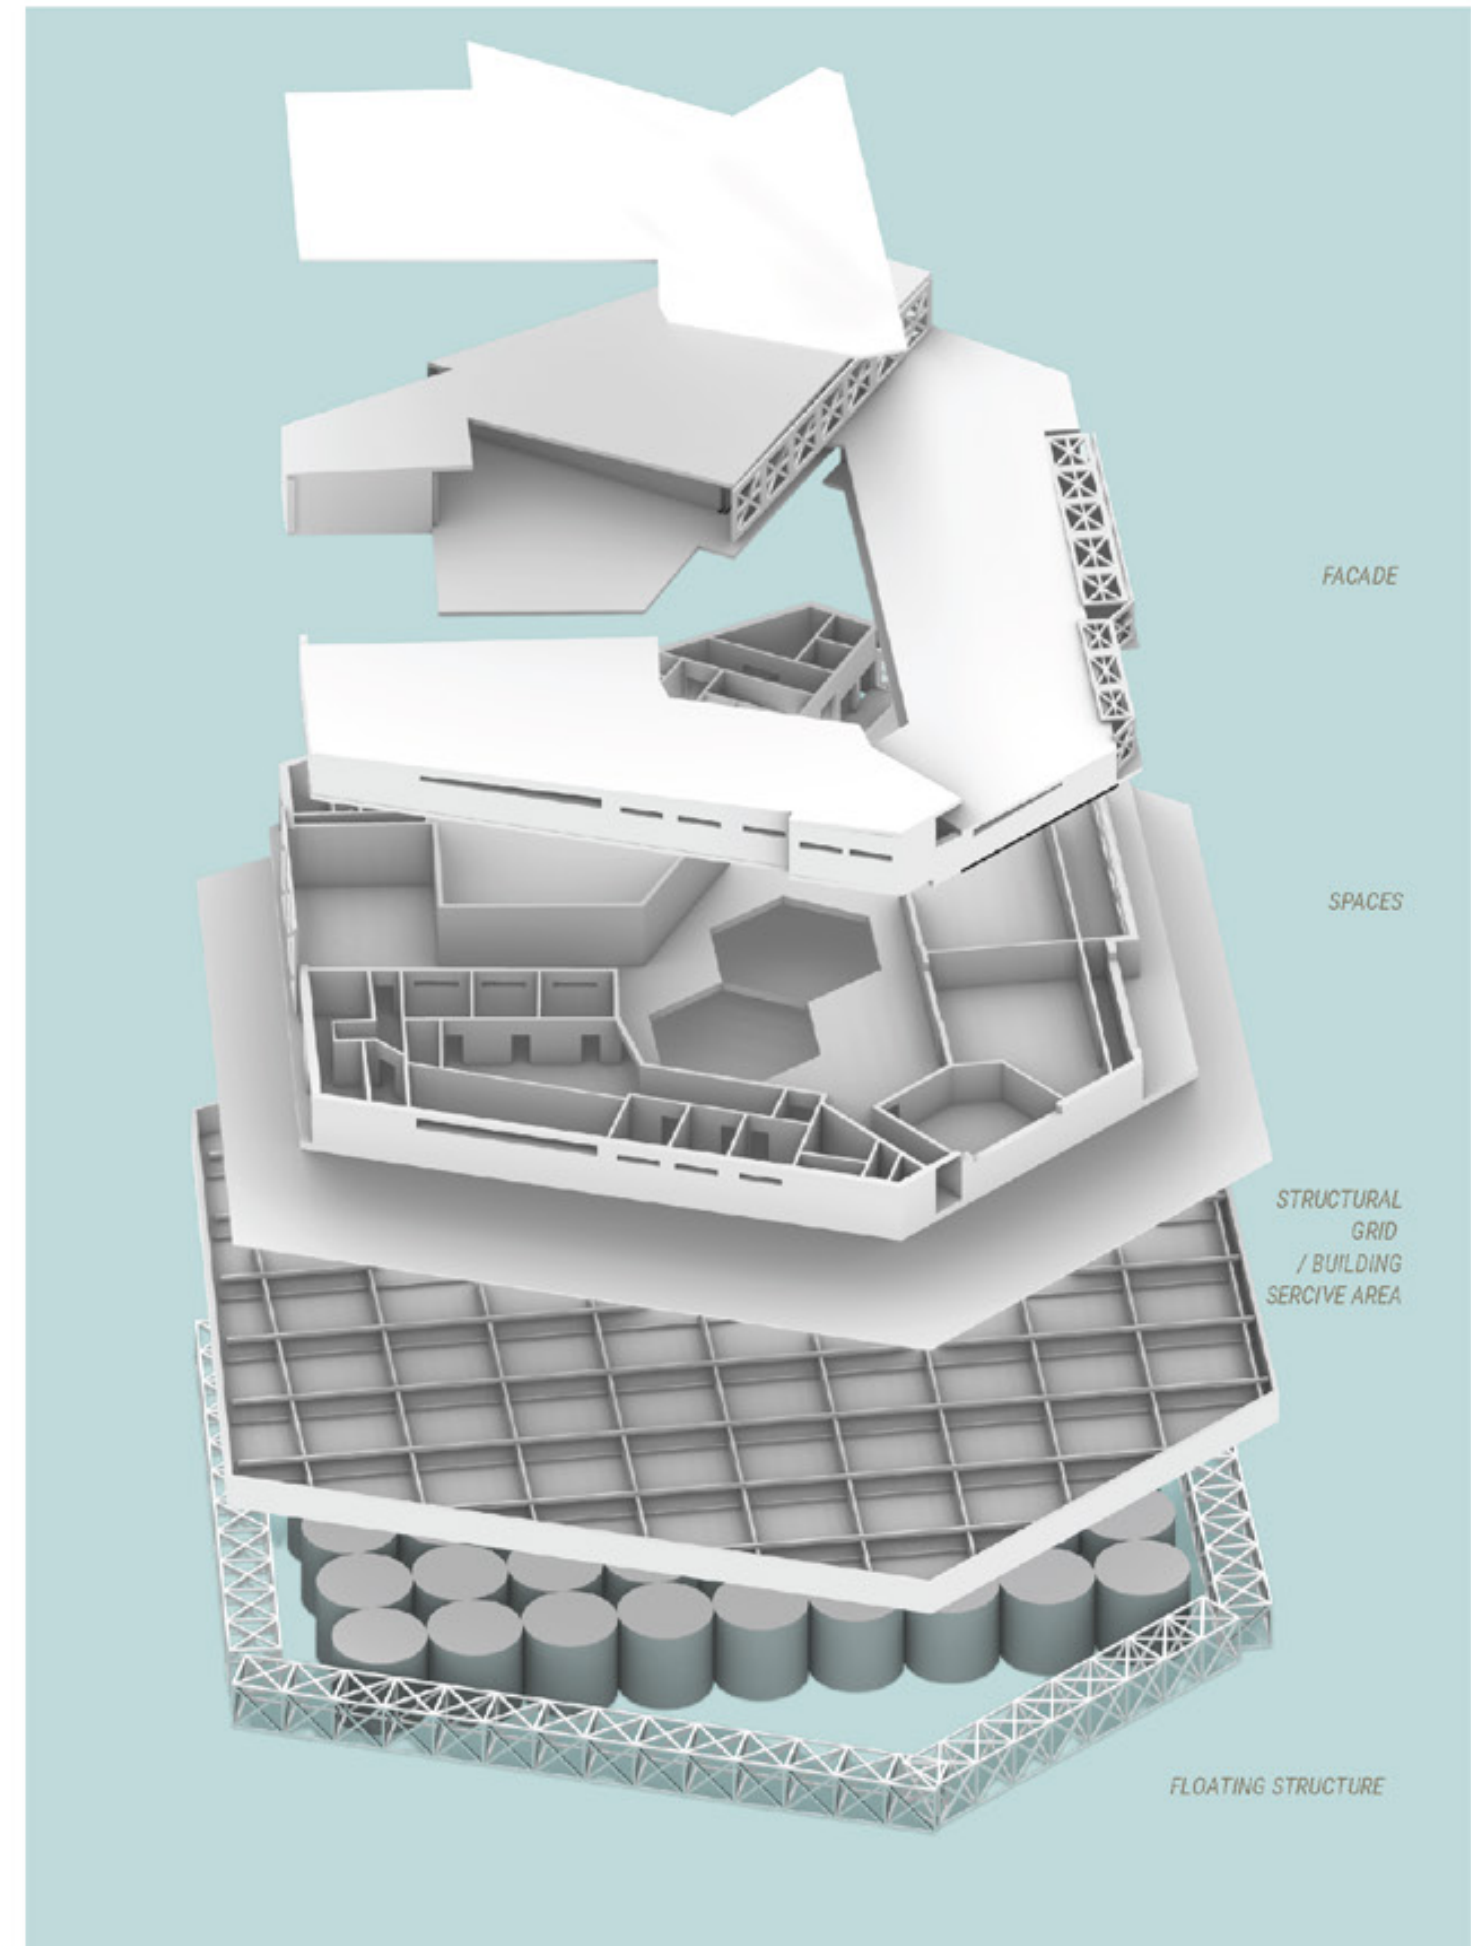 FACADE
SPACES
STRUCTURAL
GRID
/ BUILDING
SERCIVE AREA
FLOATING STRUCTURE